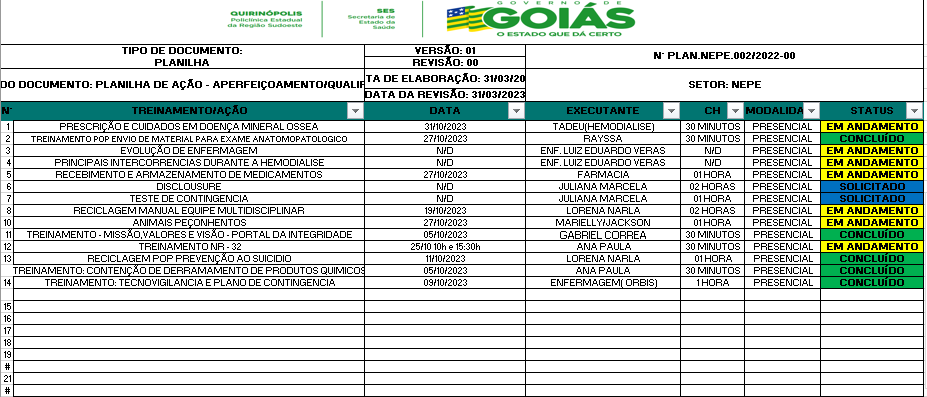 QUIRINÓPOLIS
Policlínica Estadual
da Região Sudoeste
SES
Secretaria de
Estado da
Saúde
GOVERNO DE
GOIÁS
O ESTADO QUE DÁ CERTO
TIPO DE DOCUMENTO:
PLANILHA
VERSÃO: 01
REVISÃO: 00
N° PLAN.NEPE.002/2022-00
DO DOCUMENTO: PLANILHA DE AÇÃO - APERFEIÇOAMENTO/QUALIF
TA DE ELABORAÇÃO: 31/03/20
DATA DA REVISÃO: 31/03/2023
SETOR: NEPE
N° TREINAMENTO/AÇÃO DATA EXECUTANTE CH MODALIDA STATUS
1 PRESCRIÇÃO E CUIDADOS EM DOENÇA MINERAL OSSEA 31/10/2023 TADEU(HEMODIALISE) 30 MINUTOS PRESENCIAL EM ANDAMENTO
2 TREINAMENTO POP ENVIO DE MATERIAL PARA EXAME ANATOMOPATOLOGICO 27/10/2023 RAYSSA 30 MINUTOS PRESENCIAL CONCLUÍDO
3 EVOLUÇÃO DE ENFERMAGEM N/D ENF. LUIZ EDUARDO VERAS N/D PRESENCIAL EM ANDAMENTO
4 PRINCIPAIS INTERCORRENCIAS DURANTE A HEMODIALISE N/D ENF. LUIZ EDUARDO VERAS N/D PRESENCIAL EM ANDAMENTO
5 RECEBIMENTO E ARMAZENAMENTO DE MEDICAMENTOS 27/10/2023 FARMACIA 01 HORA PRESENCIAL EM ANDAMENTO
6 DISCLOUSURE N/D JULIANA MARCELA 02 HORAS PRESENCIAL SOLICITADO
7 TESTE DE CONTINGENCIA N/D JULIANA MARCELA 01 HORA PRESENCIAL SOLICITADO
8 RECICLAGEM MANUAL EQUIPE MULTIDISCIPLINAR 19/10/2023 LORENA NARLA 02 HORAS PRESENCIAL EM ANDAMENTO
10 ANIMAIS PEÇONHENTOS 27/10/2023 MARIELLY/JACKSON 01 HORA PRESENCIAL EM ANDAMENTO
11 TREINAMENTO - MISSÃO,VALORES E VISÃO - PORTAL DA INTEGRIDADE 05/10/2023 GABRIEL CORREA 30 MINUTOS PRESENCIAL CONCLUÍDO
12 TREINAMENTO NR - 32 25/10 10h e 15:30h ANA PAULA 30 MINUTOS PRESENCIAL EM ANDAMENTO
13 RECICLAGEM POP PREVENÇÃO AO SUICIDIO 11/10/2023 LORENA NARLA 01 HORA PRESENCIAL CONCLUÍDO
TREINAMENTO: CONTENÇÃO DE DERRAMAMENTO DE PRODUTOS QUIMICOS 05/10/2023 ANA PAULA 30 MINUTOS PRESENCIAL CONCLUÍDO
14 TREINAMENTO: TECNOVIGILANCIA E PLANO DE CONTINGENCIA 09/10/2023 ENFERMAGEM( ORBIS) 1 HORA PRESENCIAL CONCLUÍDO
15
16
17
18
19
#
21
#